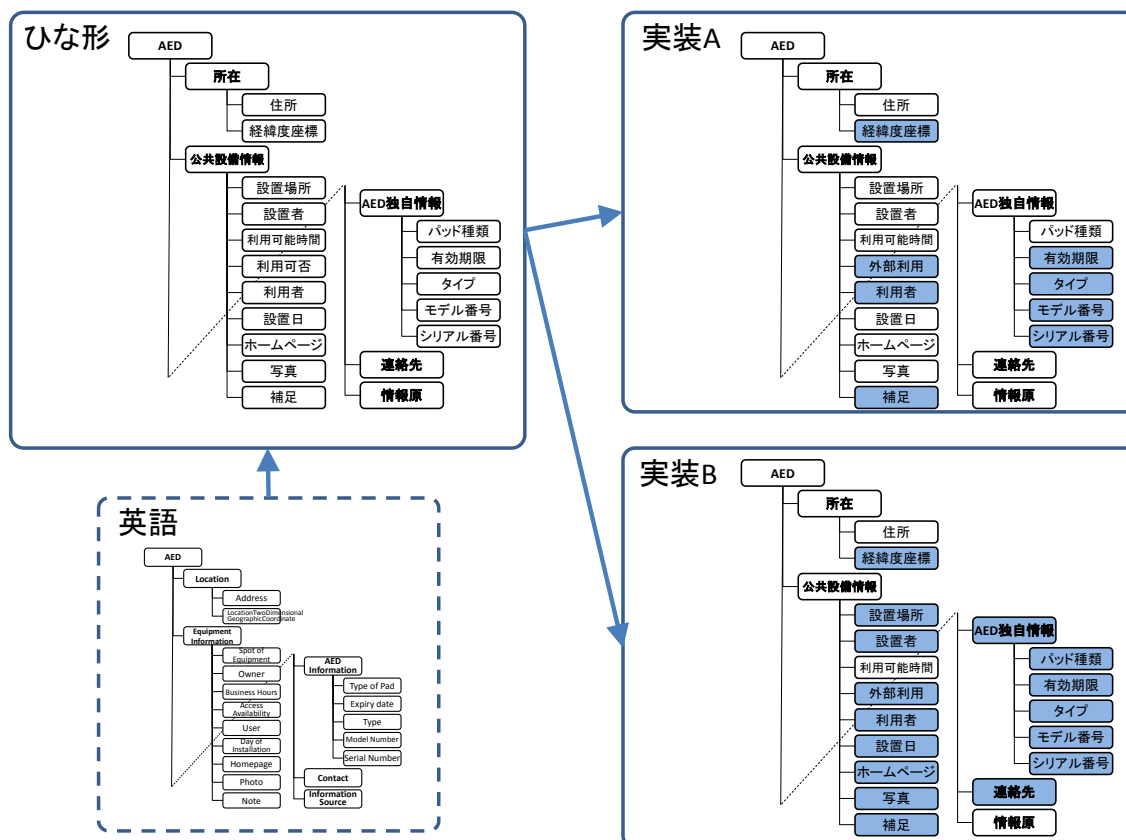 ひな形
AED
所在
住所
経緯度座標
公共設備情報
設置場所
設置者
利用可能時間
利用可否
利用者
設置日
ホームページ
写真
補足
AED独自情報
パッド種類
有効期限
タイプ
モデル番号
シリアル番号
連絡先
情報原
英語
AED
Location
Address
LocationTwoDimensional
GeographicCoordinate
Equipment
Information
Spot of
Equipment
Owner
Business Hours
Access
Availability
User
Day of
Installation
Homepage
Photo
Note
AED
Information
Type of Pad
Expiry date
Type
Model Number
Serial Number
Contact
Information
Source
実装A
AED
所在
住所
経緯度座標
公共設備情報
設置場所
設置者
利用可能時間
外部利用
利用者
設置日
ホームページ
写真
補足
AED独自情報
パッド種類
有効期限
タイプ
モデル番号
シリアル番号
連絡先
情報原
実装B
AED
所在
住所
経緯度座標
公共設備情報
設置場所
設置者
利用可能時間
外部利用
利用者
設置日
ホームページ
写真
補足
AED独自情報
パッド種類
有効期限
タイプ
モデル番号
シリアル番号
連絡先
情報原